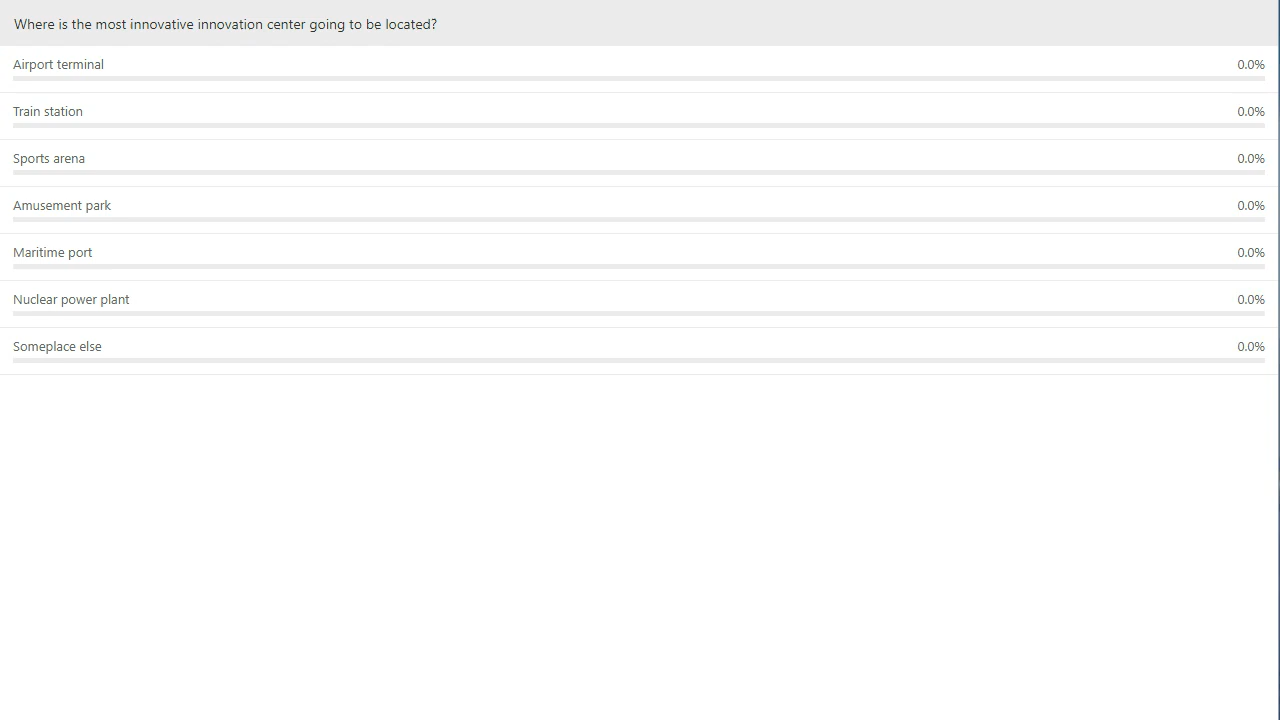 Where is the most innovative innovation center going to be located?
Airport terminal 0.0%
Train station 0.0%
Sports arena 0.0%
Amusement park 0.0%
Maritime port 0.0%
Nuclear power plant 0.0%
Someplace else 0.0%